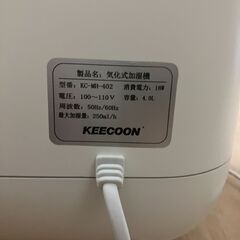 製品名：気化式加湿機
型番：KC-MH-402 消費電力：18W
電圧：100～110V 容量：4.0L
周波数：50Hz/60Hz
最大加湿量：250ml/h
KEECOON